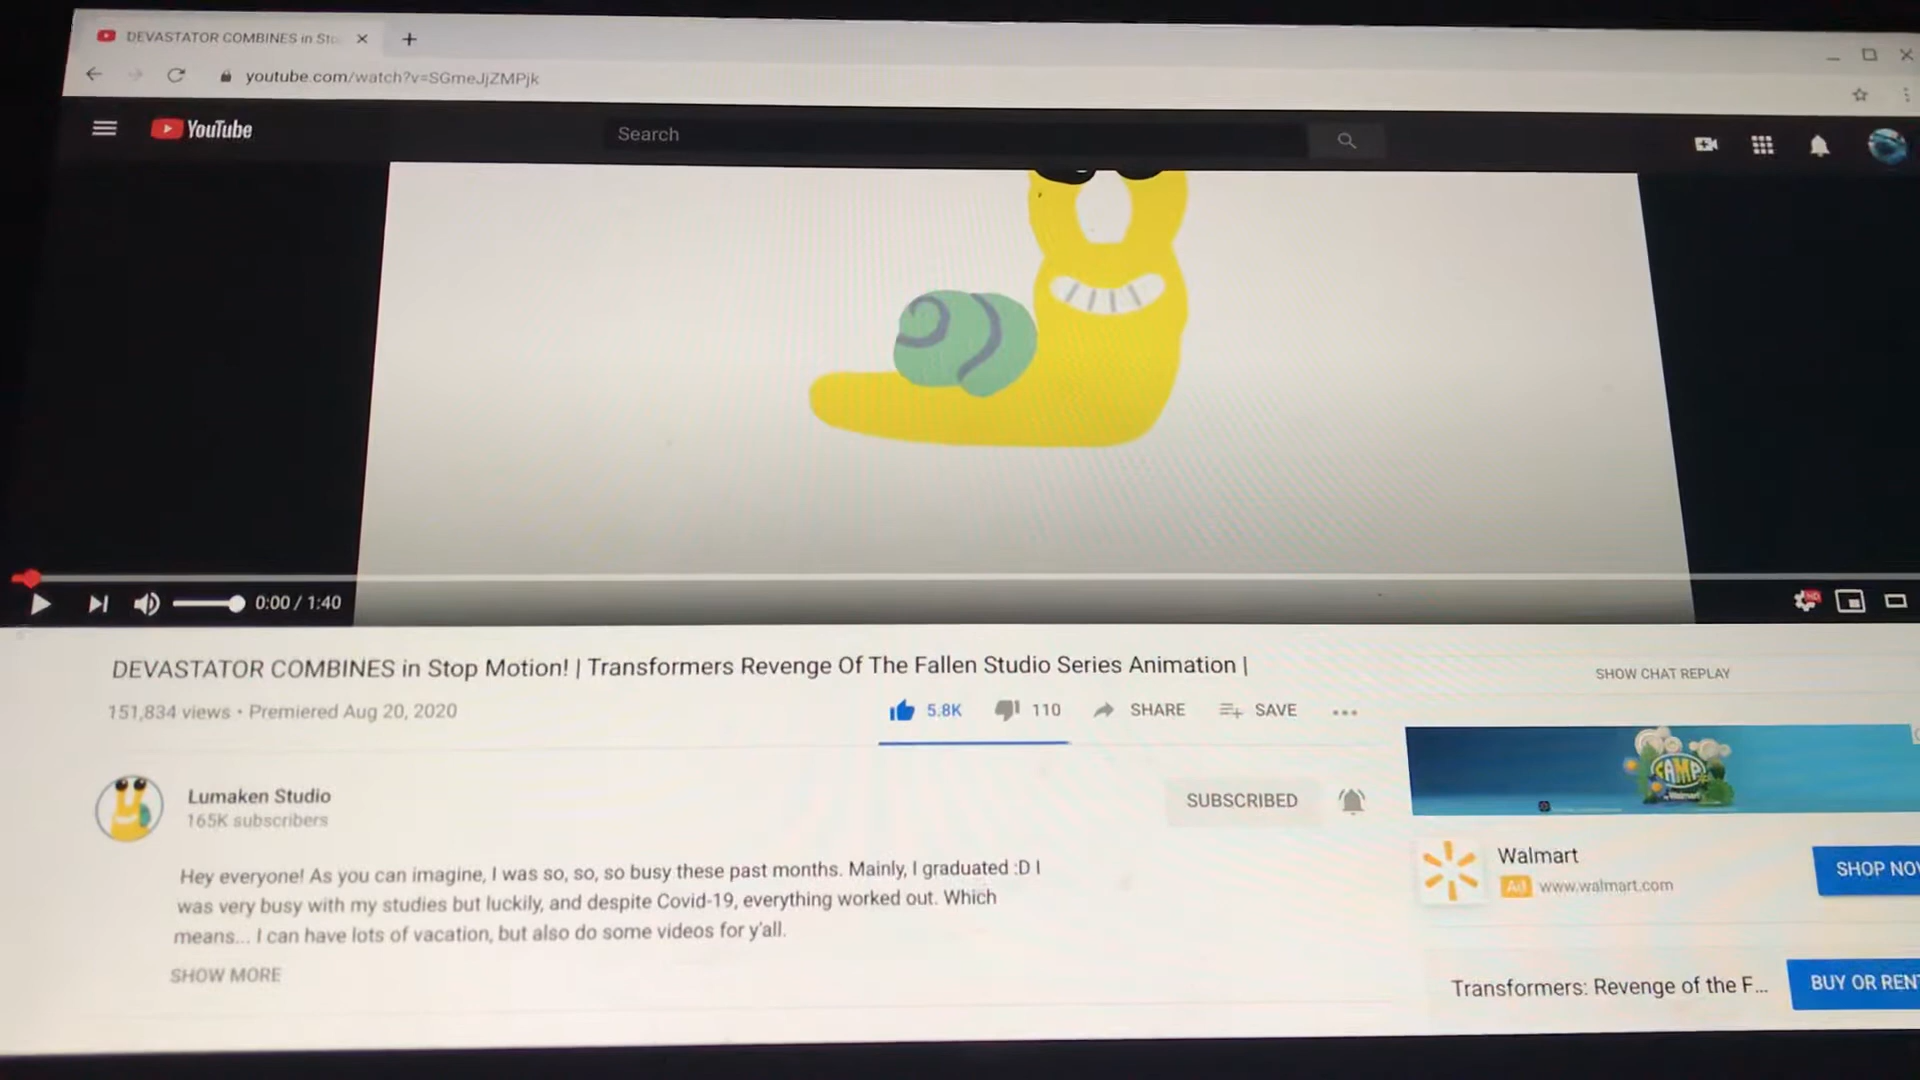 DEVASTATOR COMBINES in Sto
youtube.com/watch?v=SGmeJjZMPjk
YouTube
Search
0:00 / 1:40
HD
DEVASTATOR COMBINES in Stop Motion! | Transformers Revenge Of The Fallen Studio Series Animation |
151,834 views • Premiered Aug 20, 2020
5.8K
110
SHARE
SAVE
SHOW CHAT REPLAY
Lumaken Studio
165K subscribers
SUBSCRIBED
CAMP
Hey everyone! As you can imagine, I was so, so, so busy these past months. Mainly, I graduated :D I
was very busy with my studies but luckily, and despite Covid-19, everything worked out. Which
means... I can have lots of vacation, but also do some videos for y'all.
SHOW MORE
Walmart
Ad www.walmart.com
SHOP NO
Transformers: Revenge of the F...
BUY OR REN